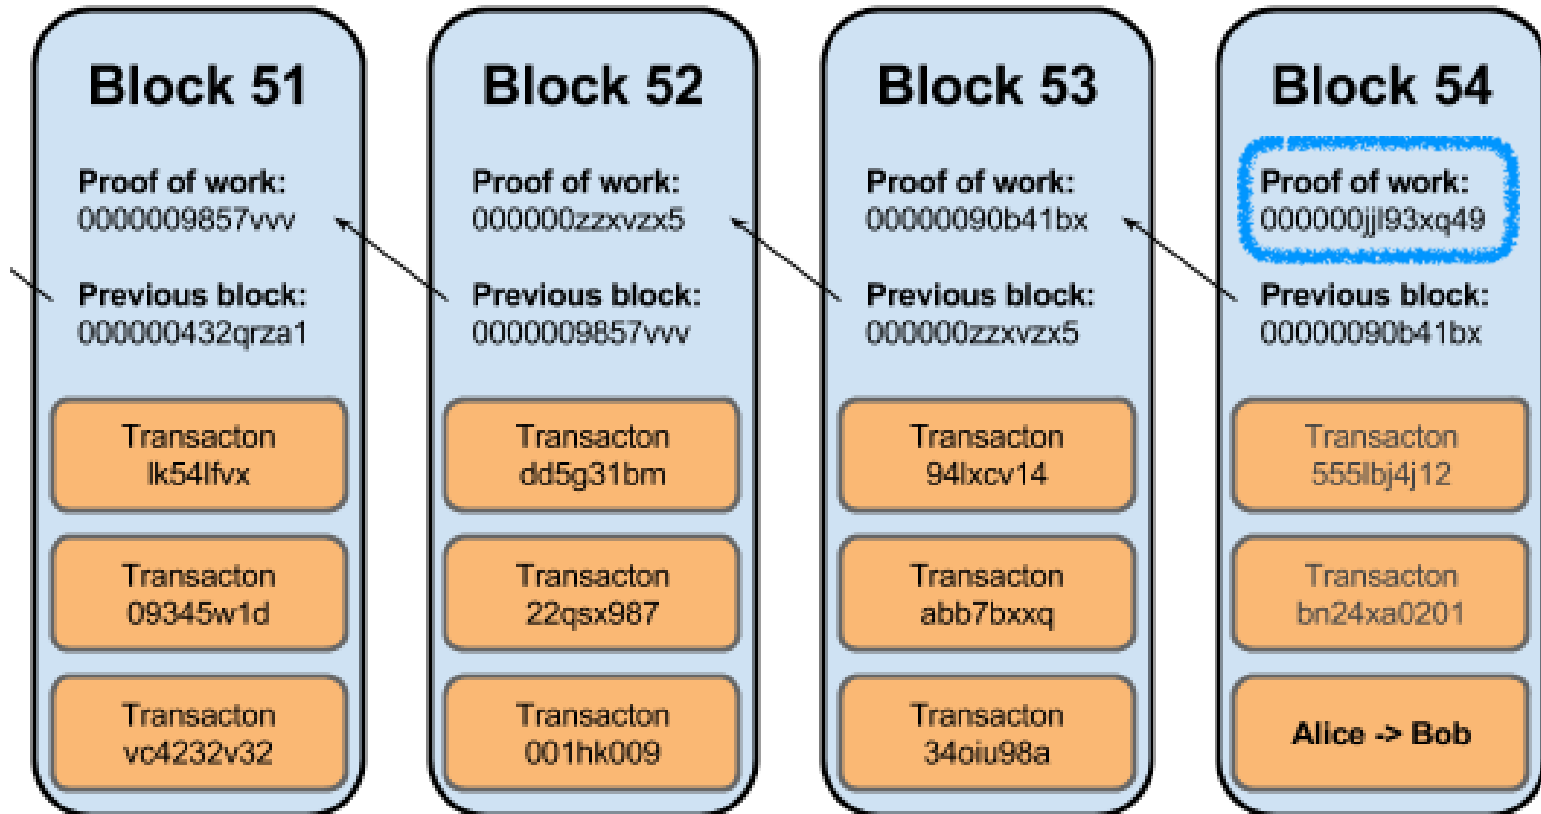 Block 51
Proof of work:
0000009857vvv
Previous block:
000000432qrza1
Transacton
lk54lfvx
Transacton
09345w1d
Transacton
vc4232v32
Block 52
Proof of work:
000000zzxvzx5
Previous block:
0000009857vvv
Transacton
dd5g31bm
Transacton
22qsx987
Transacton
001hk009
Block 53
Proof of work:
00000090b41bx
Previous block:
000000zzxvzx5
Transacton
94lxcv14
Transacton
abb7bxxq
Transacton
34oiu98a
Block 54
Proof of work:
000000jjl93xq49
Previous block:
00000090b41bx
Transacton
555lbj4j12
Transacton
bn24xa0201
Alice -> Bob